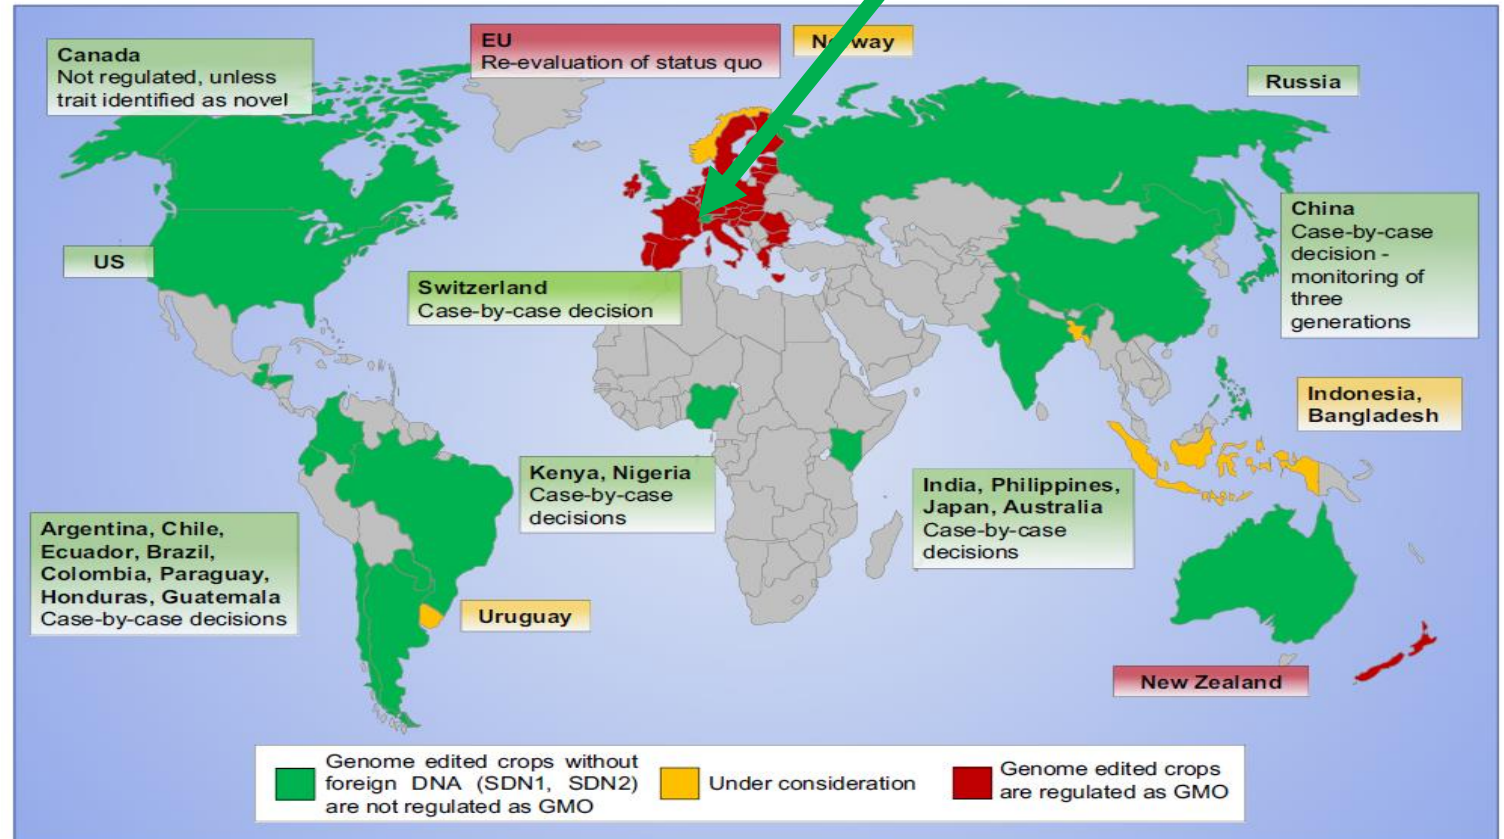 Canada
Not regulated, unless
trait identified as novel
EU
Re-evaluation of status quo
Norway
Russia
US
Switzerland
Case-by-case decision
China
Case-by-case
decision -
monitoring of
three
generations
Indonesia,
Bangladesh
Kenya, Nigeria
Case-by-case
decisions
India, Philippines,
Japan, Australia
Case-by-case
decisions
Argentina, Chile,
Ecuador, Brazil,
Colombia, Paraguay,
Honduras, Guatemala
Case-by-case decisions
Uruguay
New Zealand
Genome edited crops without
foreign DNA (SDN1, SDN2)
are not regulated as GMO
Under consideration
Genome edited crops
are regulated as GMO